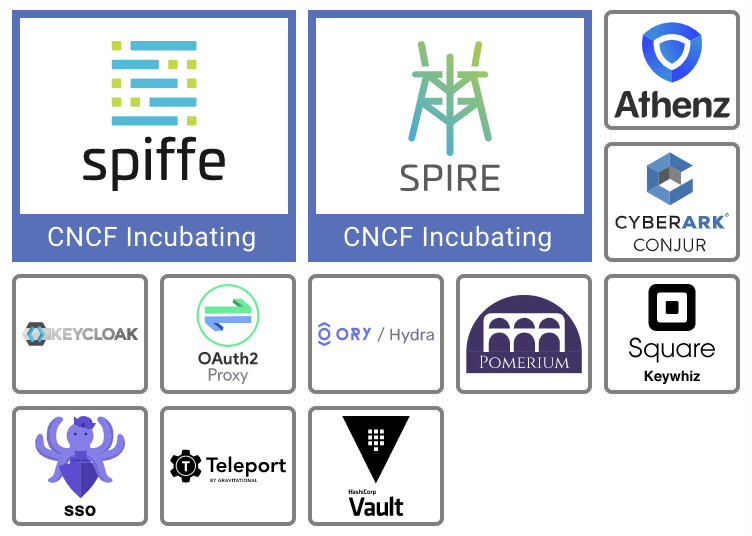 spiffe
CNCF Incubating
SPIRE
CNCF Incubating
Athenz
CYBERARK®
CONJUR
KEYCLOAK
OAuth2
Proxy
ORY / Hydra
POMERIUM
Square
Keywhiz
sso
T
Teleport
BY GRAVITATIONAL
HashiCorp
Vault